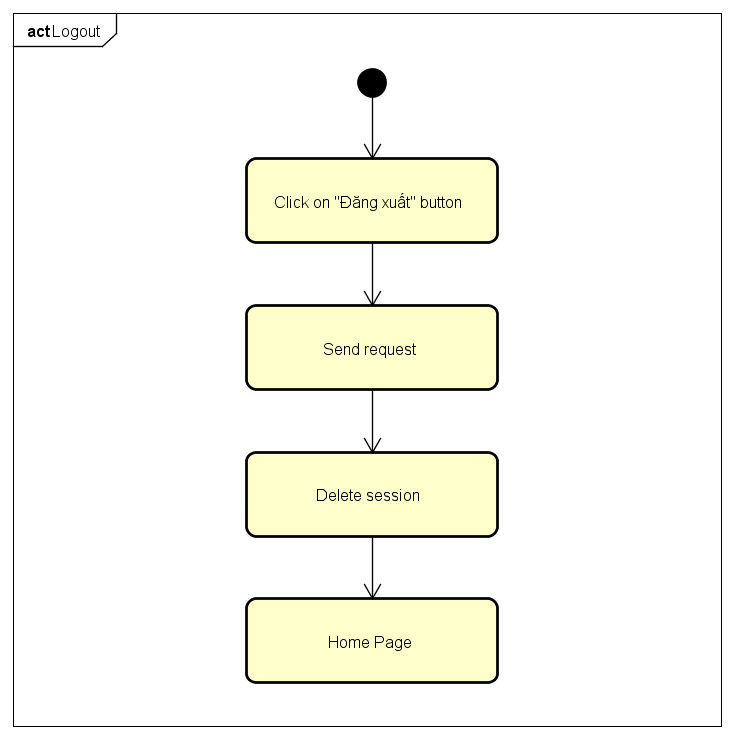 act Logout
Click on "Đăng xuất" button
Send request
Delete session
Home Page